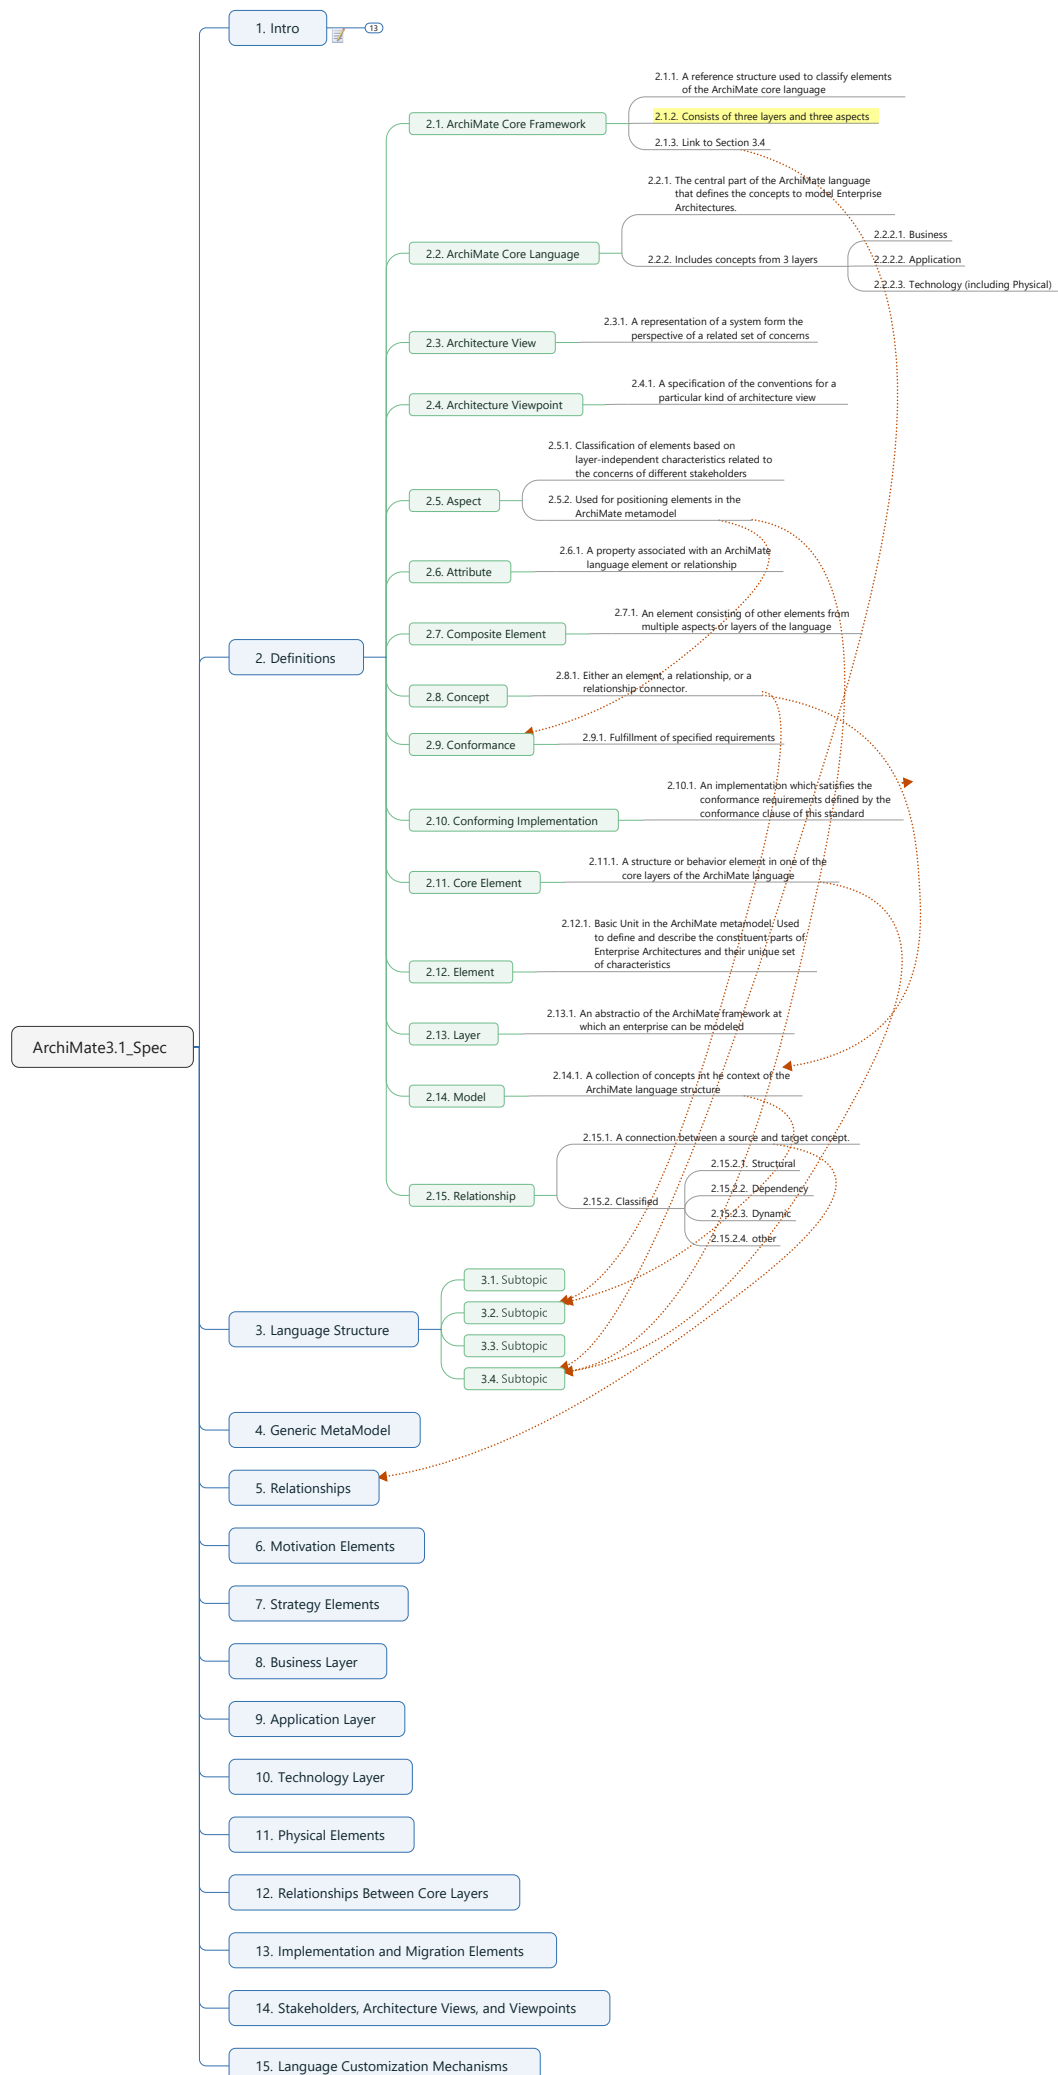 1. Intro
13
2.1.1. A reference structure used to classify elements
of the ArchiMate core language
2.1. ArchiMate Core Framework
2.1.2. Consists of three layers and three aspects
2.1.3. Link to Section 3.4
2.2.1. The central part of the ArchiMate language
that defines the concepts to model Enterprise
Architectures.
2.2. ArchiMate Core Language
2.2.2. Includes concepts from 3 layers
2.2.2.1. Business
2.2.2.2. Application
2.2.2.3. Technology (including Physical)
2.3.1. A representation of a system form the
perspective of a related set of concerns
2.3. Architecture View
2.4.1. A specification of the conventions for a
particular kind of architecture view
2.4. Architecture Viewpoint
2.5.1. Classification of elements based on
layer-independent characteristics related to
the concerns of different stakeholders
2.5. Aspect
2.5.2. Used for positioning elements in the
ArchiMate metamodel
2.6.1. A property associated with an ArchiMate
language element or relationship
2.6. Attribute
2.7.1. An element consisting of other elements from
multiple aspects or layers of the language
2.7. Composite Element
2. Definitions
2.8.1. Either an element, a relationship, or a
relationship connector.
2.8. Concept
2.9. Conformance
2.9.1. Fulfillment of specified requirements
2.10.1. An implementation which satisfies the
conformance requirements defined by the
conformance clause of this standard
2.10. Conforming Implementation
2.11.1. A structure or behavior element in one of the
core layers of the ArchiMate language
2.11. Core Element
2.12.1. Basic Unit in the ArchiMate metamodel. Used
to define and describe the constituent parts of
Enterprise Architectures and their unique set
of characteristics
2.12. Element
2.13.1. An abstractio of the ArchiMate framework at
which an enterprise can be modeled
2.13. Layer
ArchiMate3.1_Spec
2.14.1. A collection of concepts int he context of the
ArchiMate language structure
2.14. Model
2.15.1. A connection between a source and target concept.
2.15. Relationship
2.15.2. Classified
2.15.2.1. Structural
2.15.2.2. Dependency
2.15.2.3. Dynamic
2.15.2.4. other
3. Language Structure
3.1. Subtopic
3.2. Subtopic
3.3. Subtopic
3.4. Subtopic
4. Generic MetaModel
5. Relationships
6. Motivation Elements
7. Strategy Elements
8. Business Layer
9. Application Layer
10. Technology Layer
11. Physical Elements
12. Relationships Between Core Layers
13. Implementation and Migration Elements
14. Stakeholders, Architecture Views, and Viewpoints
15. Language Customization Mechanisms